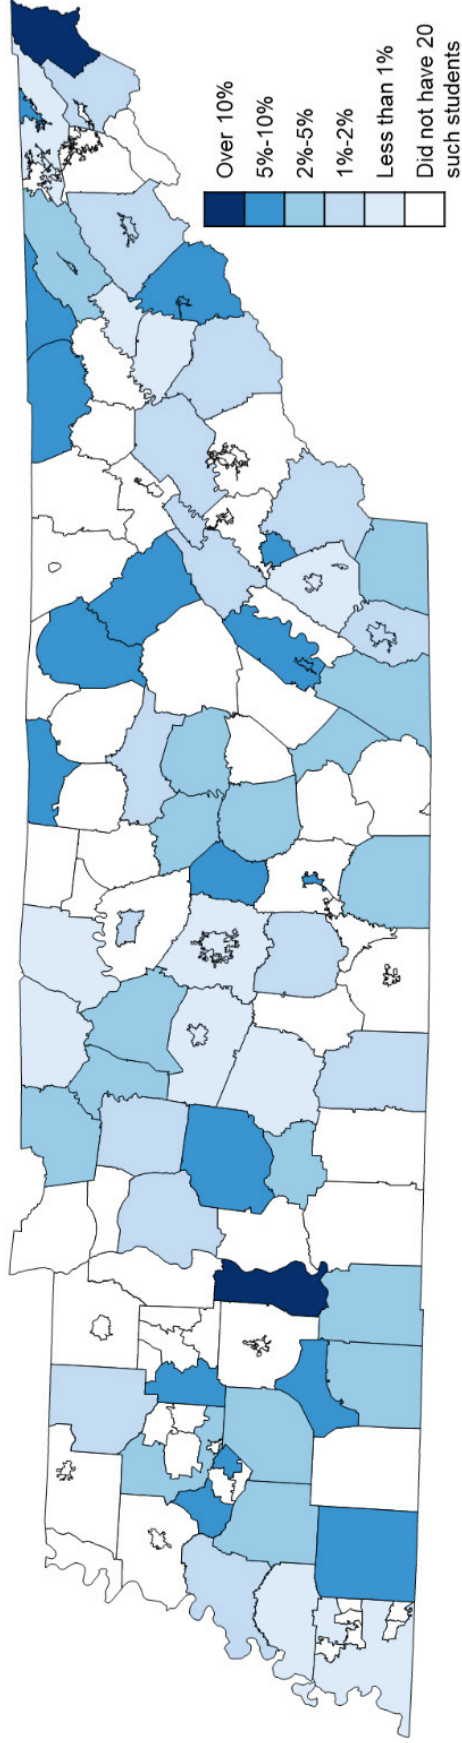 Over 10%
5%-10%
2%-5%
1%-2%
Less than 1%
Did not have 20
such students